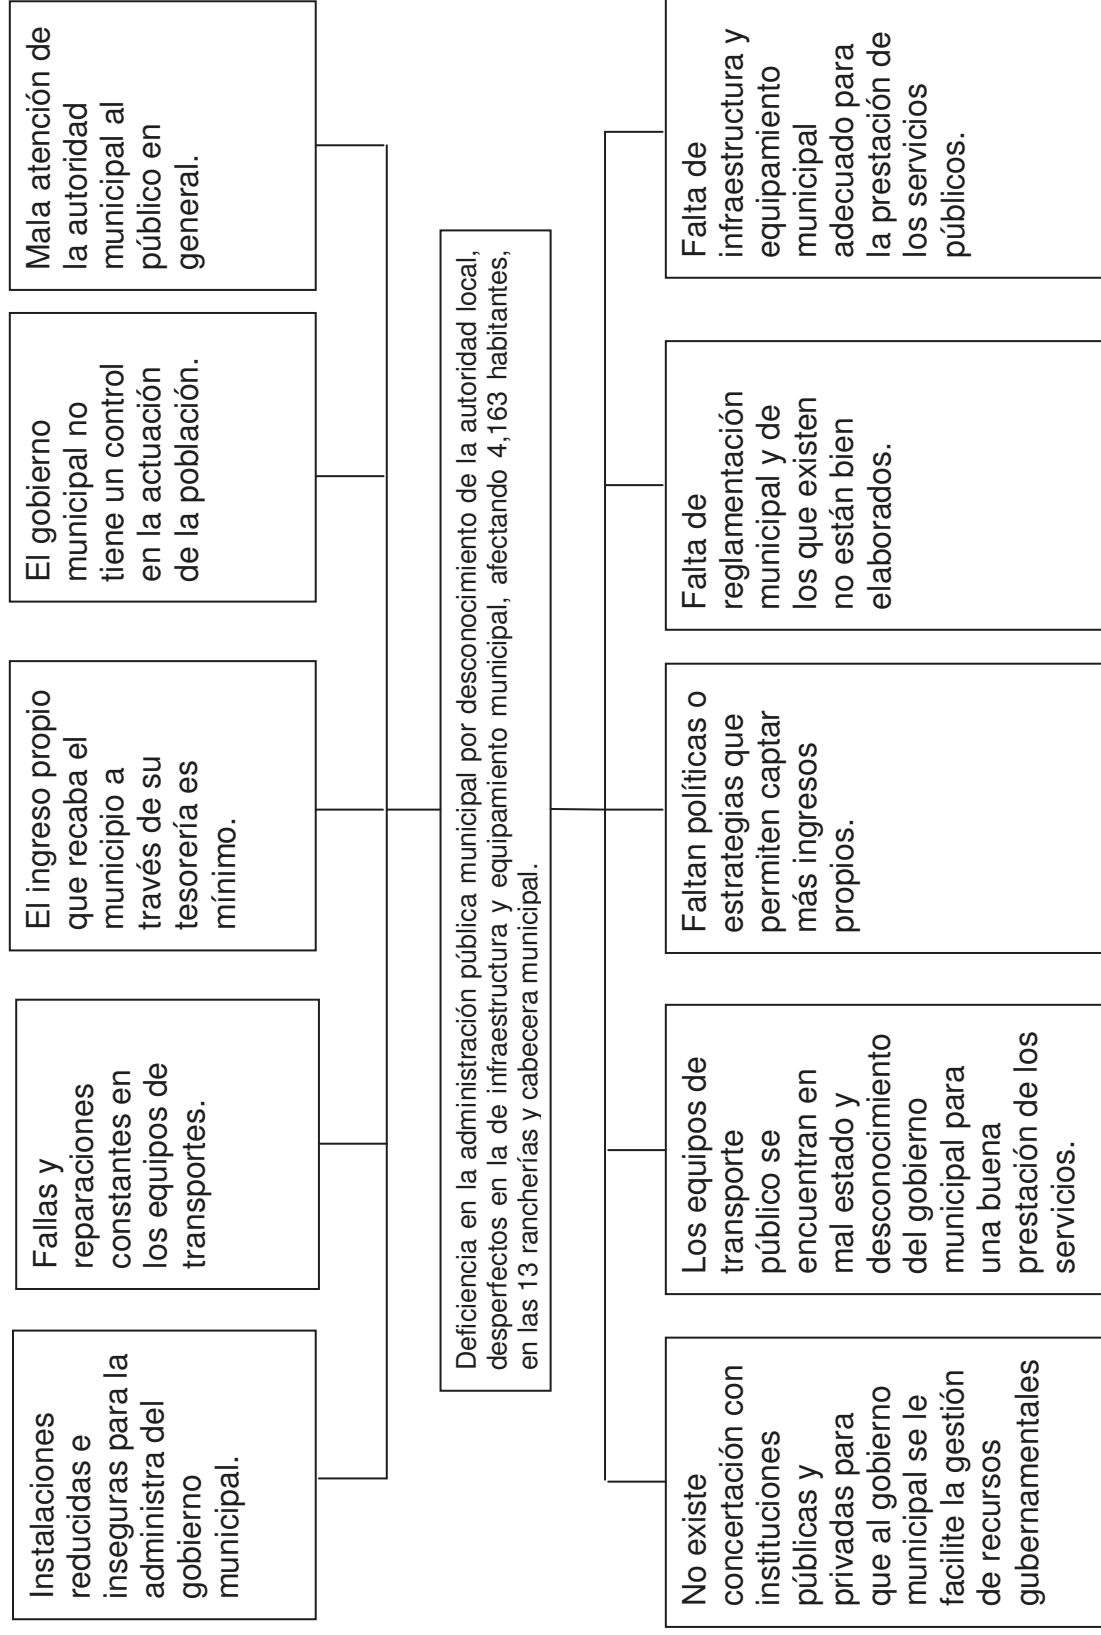 Instalaciones
reducidas e
inseguras para la
administra del
gobierno
municipal.
Fallas y
reparaciones
constantes en
los equipos de
transportes.
El ingreso propio
que recaba el
municipio a
través de su
tesorería es
mínimo.
El gobierno
municipal no
tiene un control
en la actuación
de la población.
Mala atención de
la autoridad
municipal al
público en
general.
Deficiencia en la administración pública municipal por desconocimiento de la autoridad local,
desperfectos en la de infraestructura y equipamiento municipal, afectando 4,163 habitantes,
en las 13 rancherías y cabecera municipal.
No existe
concertación con
instituciones
públicas y
privadas para
que al gobierno
municipal se le
facilite la gestión
de recursos
gubernamentales
Los equipos de
transporte
público se
encuentran en
mal estado y
desconocimiento
del gobierno
municipal para
una buena
prestación de los
servicios.
Faltan políticas o
estrategias que
permiten captar
más ingresos
propios.
Falta de
reglamentación
municipal y de
los que existen
no están bien
elaborados.
Falta de
infraestructura y
equipamiento
municipal
adecuado para
la prestación de
los servicios
públicos.